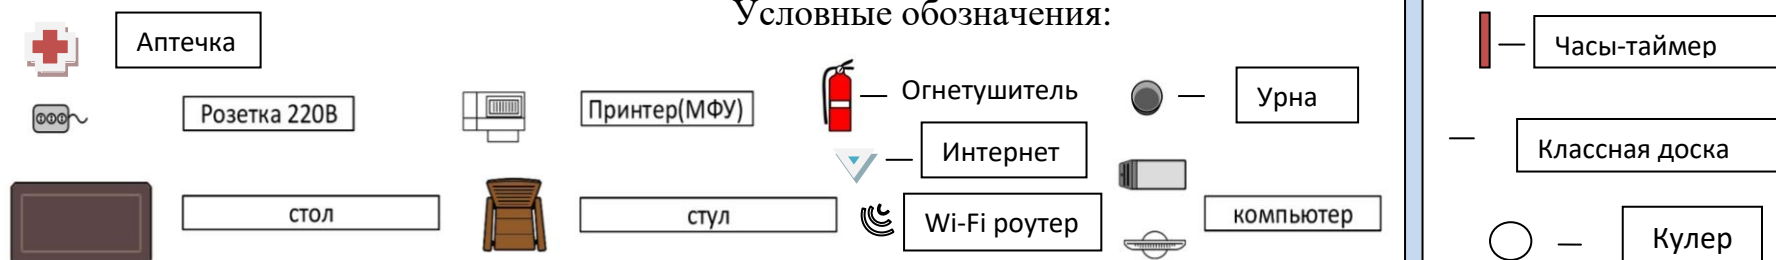 Условные обозначения:
Аптечка
Часы-таймер
Розетка 220В
Принтер(МФУ)
— Огнетушитель
Урна
Интернет
Классная доска
стол
стул
Wi-Fi роутер
компьютер
Кулер